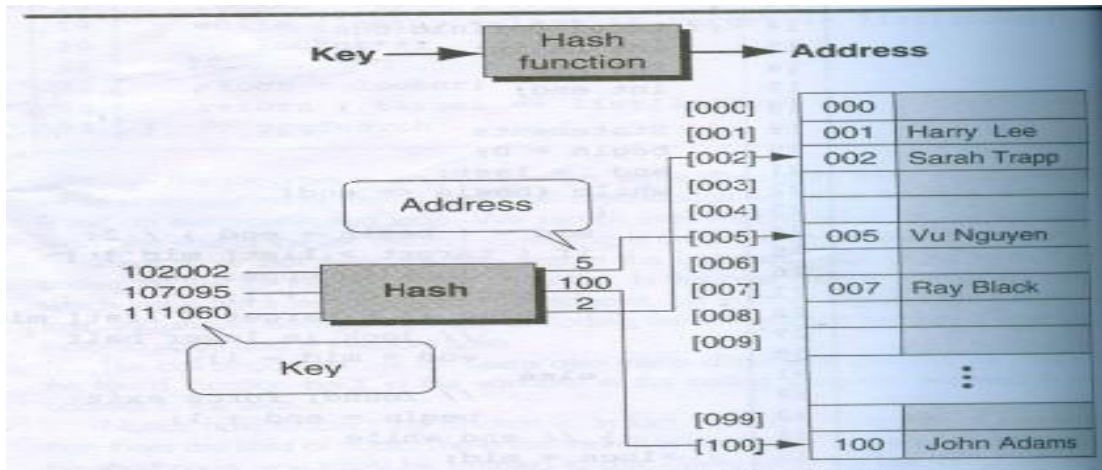 Key Hash function Address
[000] 000
[001] 001 Harry Lee
[002] 002 Sarah Trapp
[003]
Address
[004]
[005] 005 Vu Nguyen
5
[006]
102002
100
107095 Hash
[007] 007 Ray Black
2
111060
[008]
[009]
Key
[099]
[100] 100 John Adams